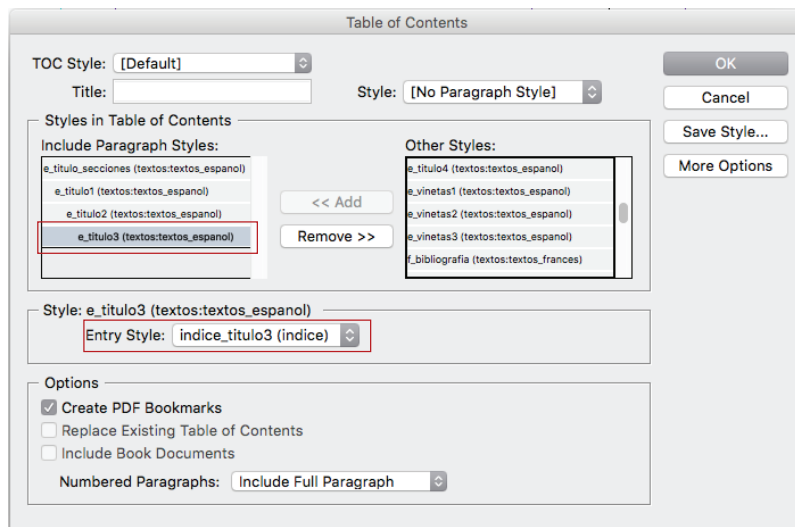 Table of Contents
TOC Style: [Default]
OK
Title:
Style: [No Paragraph Style]
Cancel
Styles in Table of Contents
Save Style...
Include Paragraph Styles:
Other Styles:
More Options
e_titulo_secciones (textos:textos_espanol)
e_titulo1 (textos:textos_espanol)
e_titulo2 (textos:textos_espanol)
e_titulo3 (textos:textos_espanol)
<< Add
Remove >>
e_titulo4 (textos:textos_espanol)
e_vinetas1 (textos:textos_espanol)
e_vinetas2 (textos:textos_espanol)
e_vinetas3 (textos:textos_espanol)
f_bibliografia (textos:textos_frances)
Style: e_titulo3 (textos:textos_espanol)
Entry Style: indice_titulo3 (indice)
Options
Create PDF Bookmarks
Replace Existing Table of Contents
Include Book Documents
Numbered Paragraphs: Include Full Paragraph